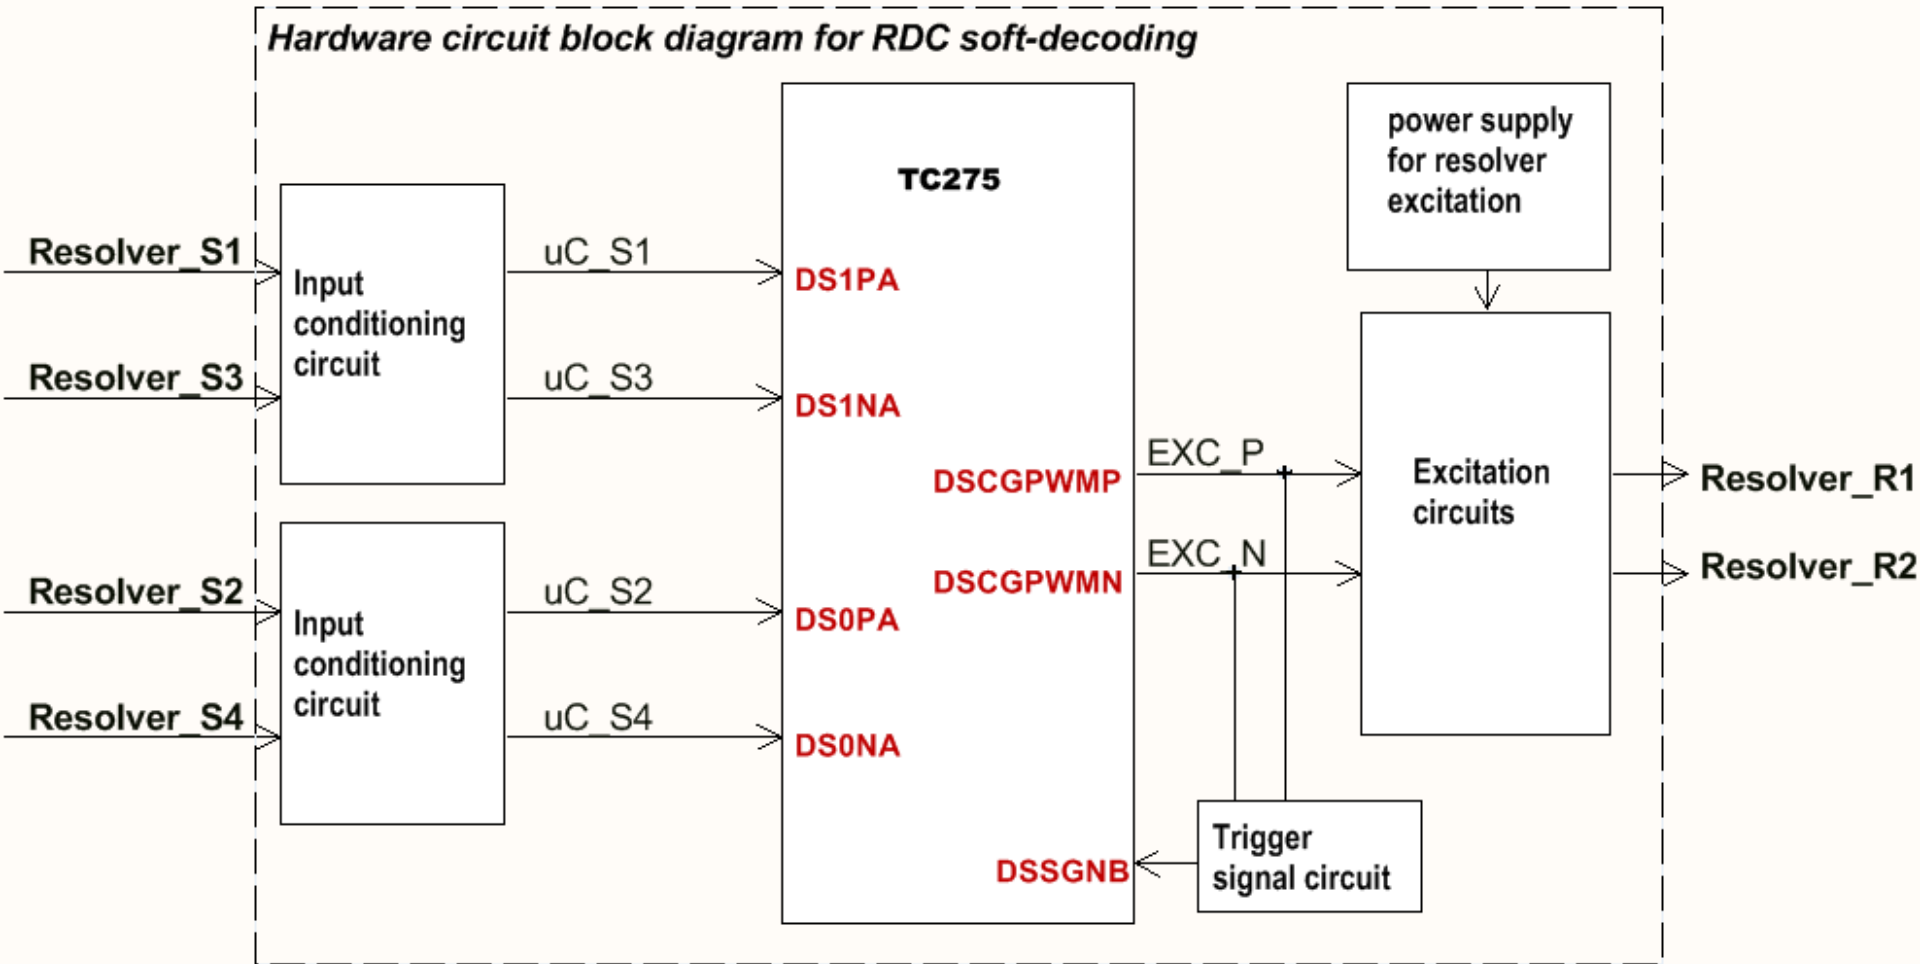 Hardware circuit block diagram for RDC soft-decoding
power supply
for resolver
excitation
TC275
Resolver_S1
uC_S1
DS1PA
Input
conditioning
circuit
Resolver_S3
uC_S3
DS1NA
EXC_P
DSCGPWMP
Excitation
circuits
Resolver_R1
EXC_N
DSCGPWMN
Resolver_R2
Resolver_S2
uC_S2
DS0PA
Input
conditioning
circuit
Resolver_S4
uC_S4
DS0NA
Trigger
signal circuit
DSSGNB